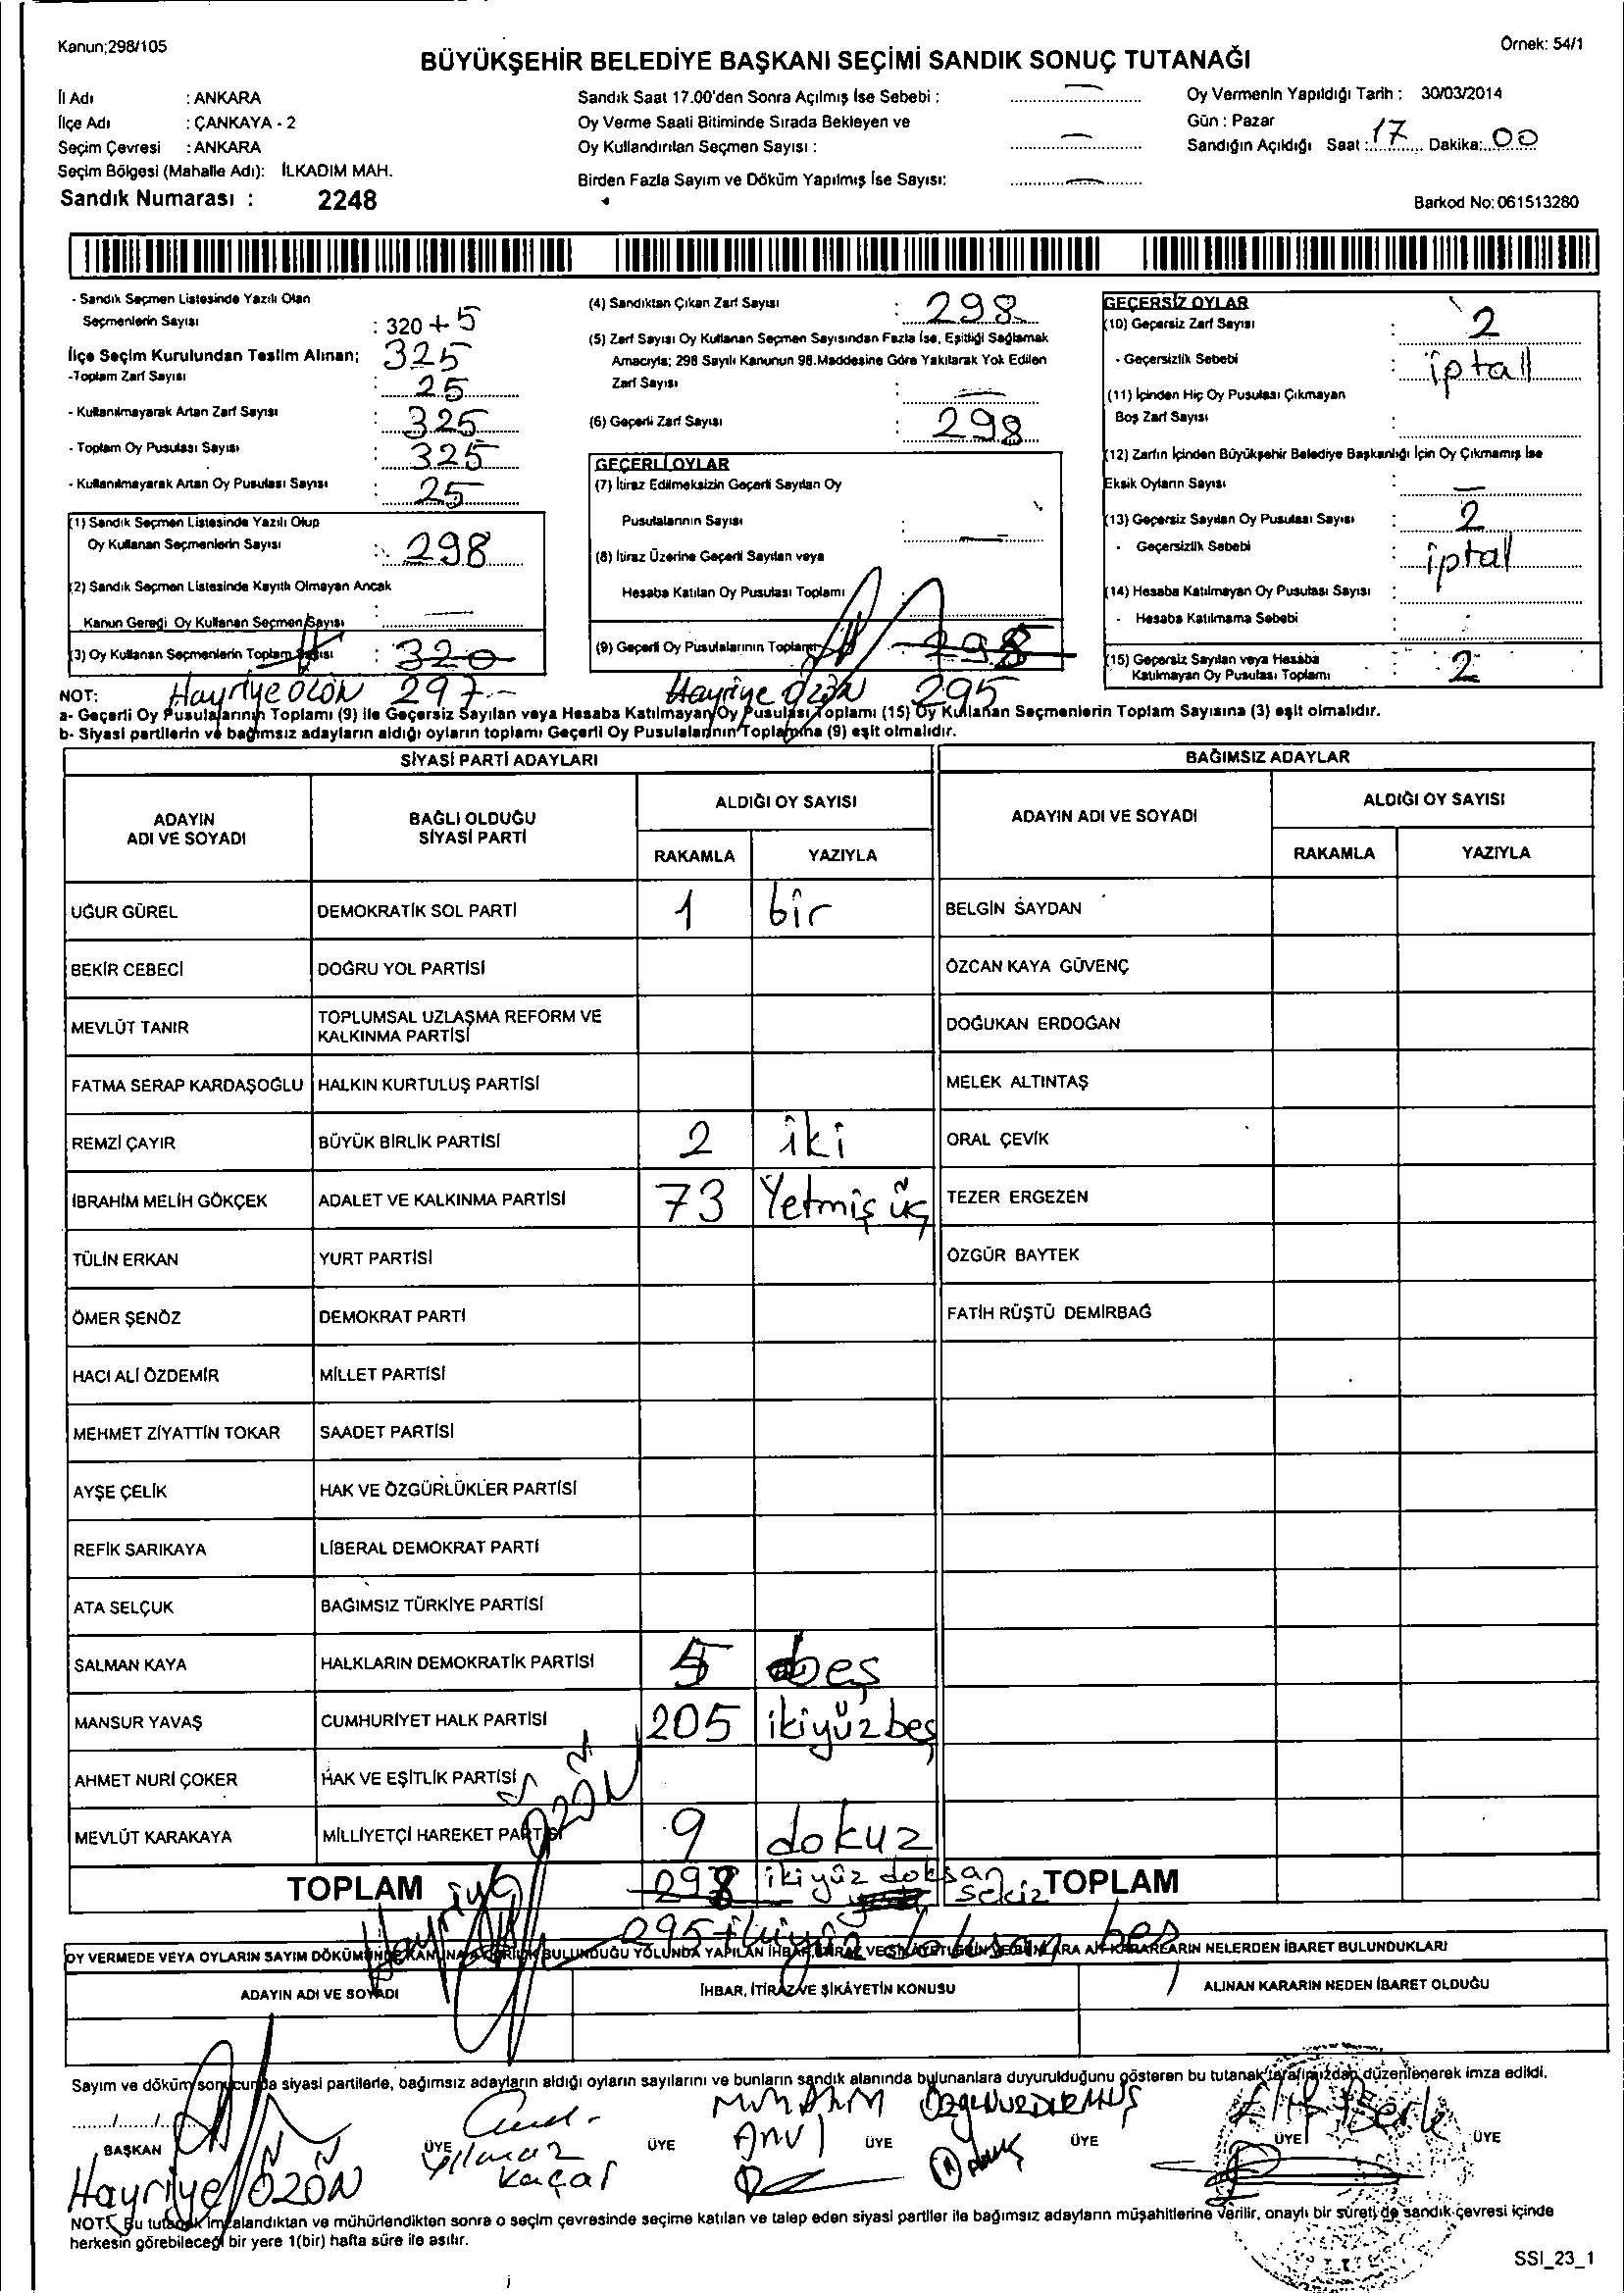 Kanun;298/105
Örnek: 54/1
BÜYÜKŞEHİR BELEDİYE BAŞKANI SEÇİMİ SANDIK SONUÇ TUTANAĞI
İl Adı : ANKARA
İlçe Adı : ÇANKAYA - 2
Seçim Çevresi : ANKARA
Seçim Bölgesi (Mahalle Adı): İLKADIM MAH.
Sandık Numarası : 2248
Sandık Saat 17.00'den Sonra Açılmış İse Sebebi :
Oy Verme Saati Bitiminde Sırada Bekleyen ve
Oy Kullandırılan Seçmen Sayısı :
Birden Fazla Sayım ve Döküm Yapılmış İse Sayısı:
Oy Vermenin Yapıldığı Tarih : 30/03/2014
Gün : Pazar
Sandığın Açıldığı Saat : 17 Dakika: 00
Barkod No: 061513280
- Sandık Seçmen Listesinde Yazılı Olan
Seçmenlerin Sayısı : 320 + 5
İlçe Seçim Kurulundan Teslim Alınan; 325
-Toplam Zarf Sayısı : 25
- Kullanılmayarak Artan Zarf Sayısı : 325
- Toplam Oy Pusulası Sayısı : 325
- Kullanılmayarak Artan Oy Pusulası Sayısı : 25
(1) Sandık Seçmen Listesinde Yazılı Olup
Oy Kullanan Seçmenlerin Sayısı : 298
(2) Sandık Seçmen Listesinde Kayıtlı Olmayan Ancak
Kanun Gereği Oy Kullanan Seçmen Sayısı :
(3) Oy Kullanan Seçmenlerin Toplam Sayısı : 320
Hayriye ÖZÖN 297
(4) Sandıktan Çıkan Zarf Sayısı : 298
(5) Zarf Sayısı Oy Kullanan Seçmen Sayısından Fazla İse, Eşitliği Sağlamak
Amacıyla; 298 Sayılı Kanunun 98.Maddesine Göre Yakılarak Yok Edilen
Zarf Sayısı :
(6) Geçerli Zarf Sayısı : 298
GEÇERLİ OYLAR
(7) İtiraz Edilmeksizin Geçerli Sayılan Oy
Pusulalarının Sayısı :
(8) İtiraz Üzerine Geçerli Sayılan veya
Hesaba Katılan Oy Pusulası Toplamı
(9) Geçerli Oy Pusulalarının Toplamı 298
Hayriye ÖZÖN 295
GEÇERSİZ OYLAR
(10) Geçersiz Zarf Sayısı : 2
- Geçersizlik Sebebi : iptal
(11) İçinden Hiç Oy Pusulası Çıkmayan
Boş Zarf Sayısı :
(12) Zarfın İçinden Büyükşehir Belediye Başkanlığı İçin Oy Çıkmamış İse
Eksik Oyların Sayısı :
(13) Geçersiz Sayılan Oy Pusulası Sayısı : 2
- Geçersizlik Sebebi : iptal
(14) Hesaba Katılmayan Oy Pusulası Sayısı :
- Hesaba Katılmama Sebebi :
(15) Geçersiz Sayılan veya Hesaba
Katılmayan Oy Pusulası Toplamı : 2
NOT:
a- Geçerli Oy Pusulalarının Toplamı (9) ile Geçersiz Sayılan veya Hesaba Katılmayan Oy Pusulası Toplamı (15) Oy Kullanan Seçmenlerin Toplam Sayısına (3) eşit olmalıdır.
b- Siyasi partilerin ve bağımsız adayların aldığı oyların toplamı Geçerli Oy Pusulalarının Toplamına (9) eşit olmalıdır.
SİYASİ PARTİ ADAYLARI
BAĞIMSIZ ADAYLAR
ADAYIN ADI VE SOYADI
BAĞLI OLDUĞU SİYASİ PARTİ
ALDIĞI OY SAYISI
RAKAMLA YAZIYLA
ADAYIN ADI VE SOYADI
ALDIĞI OY SAYISI
RAKAMLA YAZIYLA
UĞUR GÜREL DEMOKRATİK SOL PARTİ 1 bir BELGİN SAYDAN
BEKİR CEBECİ DOĞRU YOL PARTİSİ ÖZCAN KAYA GÜVENÇ
MEVLÜT TANIR TOPLUMSAL UZLAŞMA REFORM VE KALKINMA PARTİSİ DOĞUKAN ERDOĞAN
FATMA SERAP KARDAŞOĞLU HALKIN KURTULUŞ PARTİSİ MELEK ALTINTAŞ
REMZİ ÇAYIR BÜYÜK BİRLİK PARTİSİ 2 iki ORAL ÇEVİK
İBRAHİM MELİH GÖKÇEK ADALET VE KALKINMA PARTİSİ 73 Yetmiş üç TEZER ERGEZEN
TÜLİN ERKAN YURT PARTİSİ ÖZGÜR BAYTEK
ÖMER ŞENÖZ DEMOKRAT PARTİ FATİH RÜŞTÜ DEMİRBAĞ
HACI ALİ ÖZDEMİR MİLLET PARTİSİ
MEHMET ZİYATTİN TOKAR SAADET PARTİSİ
AYŞE ÇELİK HAK VE ÖZGÜRLÜKLER PARTİSİ
REFİK SARIKAYA LİBERAL DEMOKRAT PARTİ
ATA SELÇUK BAĞIMSIZ TÜRKİYE PARTİSİ
SALMAN KAYA HALKLARIN DEMOKRATİK PARTİSİ 5 beş
MANSUR YAVAŞ CUMHURİYET HALK PARTİSİ 205 ikiyüzbeş
AHMET NURİ ÇOKER HAK VE EŞİTLİK PARTİSİ
MEVLÜT KARAKAYA MİLLİYETÇİ HAREKET PARTİSİ 9 dokuz
TOPLAM 298 ikiyüz doksan sekiz TOPLAM
Hayriye ÖZÖN 295 ikiyüz doksan beş
OY VERMEDE VEYA OYLARIN SAYIM DÖKÜMÜNDE KANUNA AYKIRILIK BULUNDUĞU YOLUNDA YAPILAN İHBAR, İTİRAZ VE ŞİKAYETLERİN VE BUNLARA AİT KARARLARIN NELERDEN İBARET BULUNDUKLARI
ADAYIN ADI VE SOYADI İHBAR, İTİRAZ VE ŞİKÂYETİN KONUSU ALINAN KARARIN NEDEN İBARET OLDUĞU
Sayım ve döküm sonucunda siyasi partilerle, bağımsız adayların aldığı oyların sayılarını ve bunların sandık alanında bulunanlara duyurulduğunu gösteren bu tutanak tarafımızdan düzenlenerek imza edildi.
BAŞKAN ÜYE ÜYE ÜYE ÜYE ÜYE ÜYE
Hayriye ÖZÖN
Yılmaz Kaçar
Elif Berk
NOT: Bu tutanak imzalandıktan ve mühürlendikten sonra o seçim çevresinde seçime katılan ve talep eden siyasi partiler ile bağımsız adayların müşahitlerine verilir, onaylı bir sureti de sandık çevresi içinde
herkesin görebileceği bir yere 1(bir) hafta süre ile asılır.
SSI_23_1